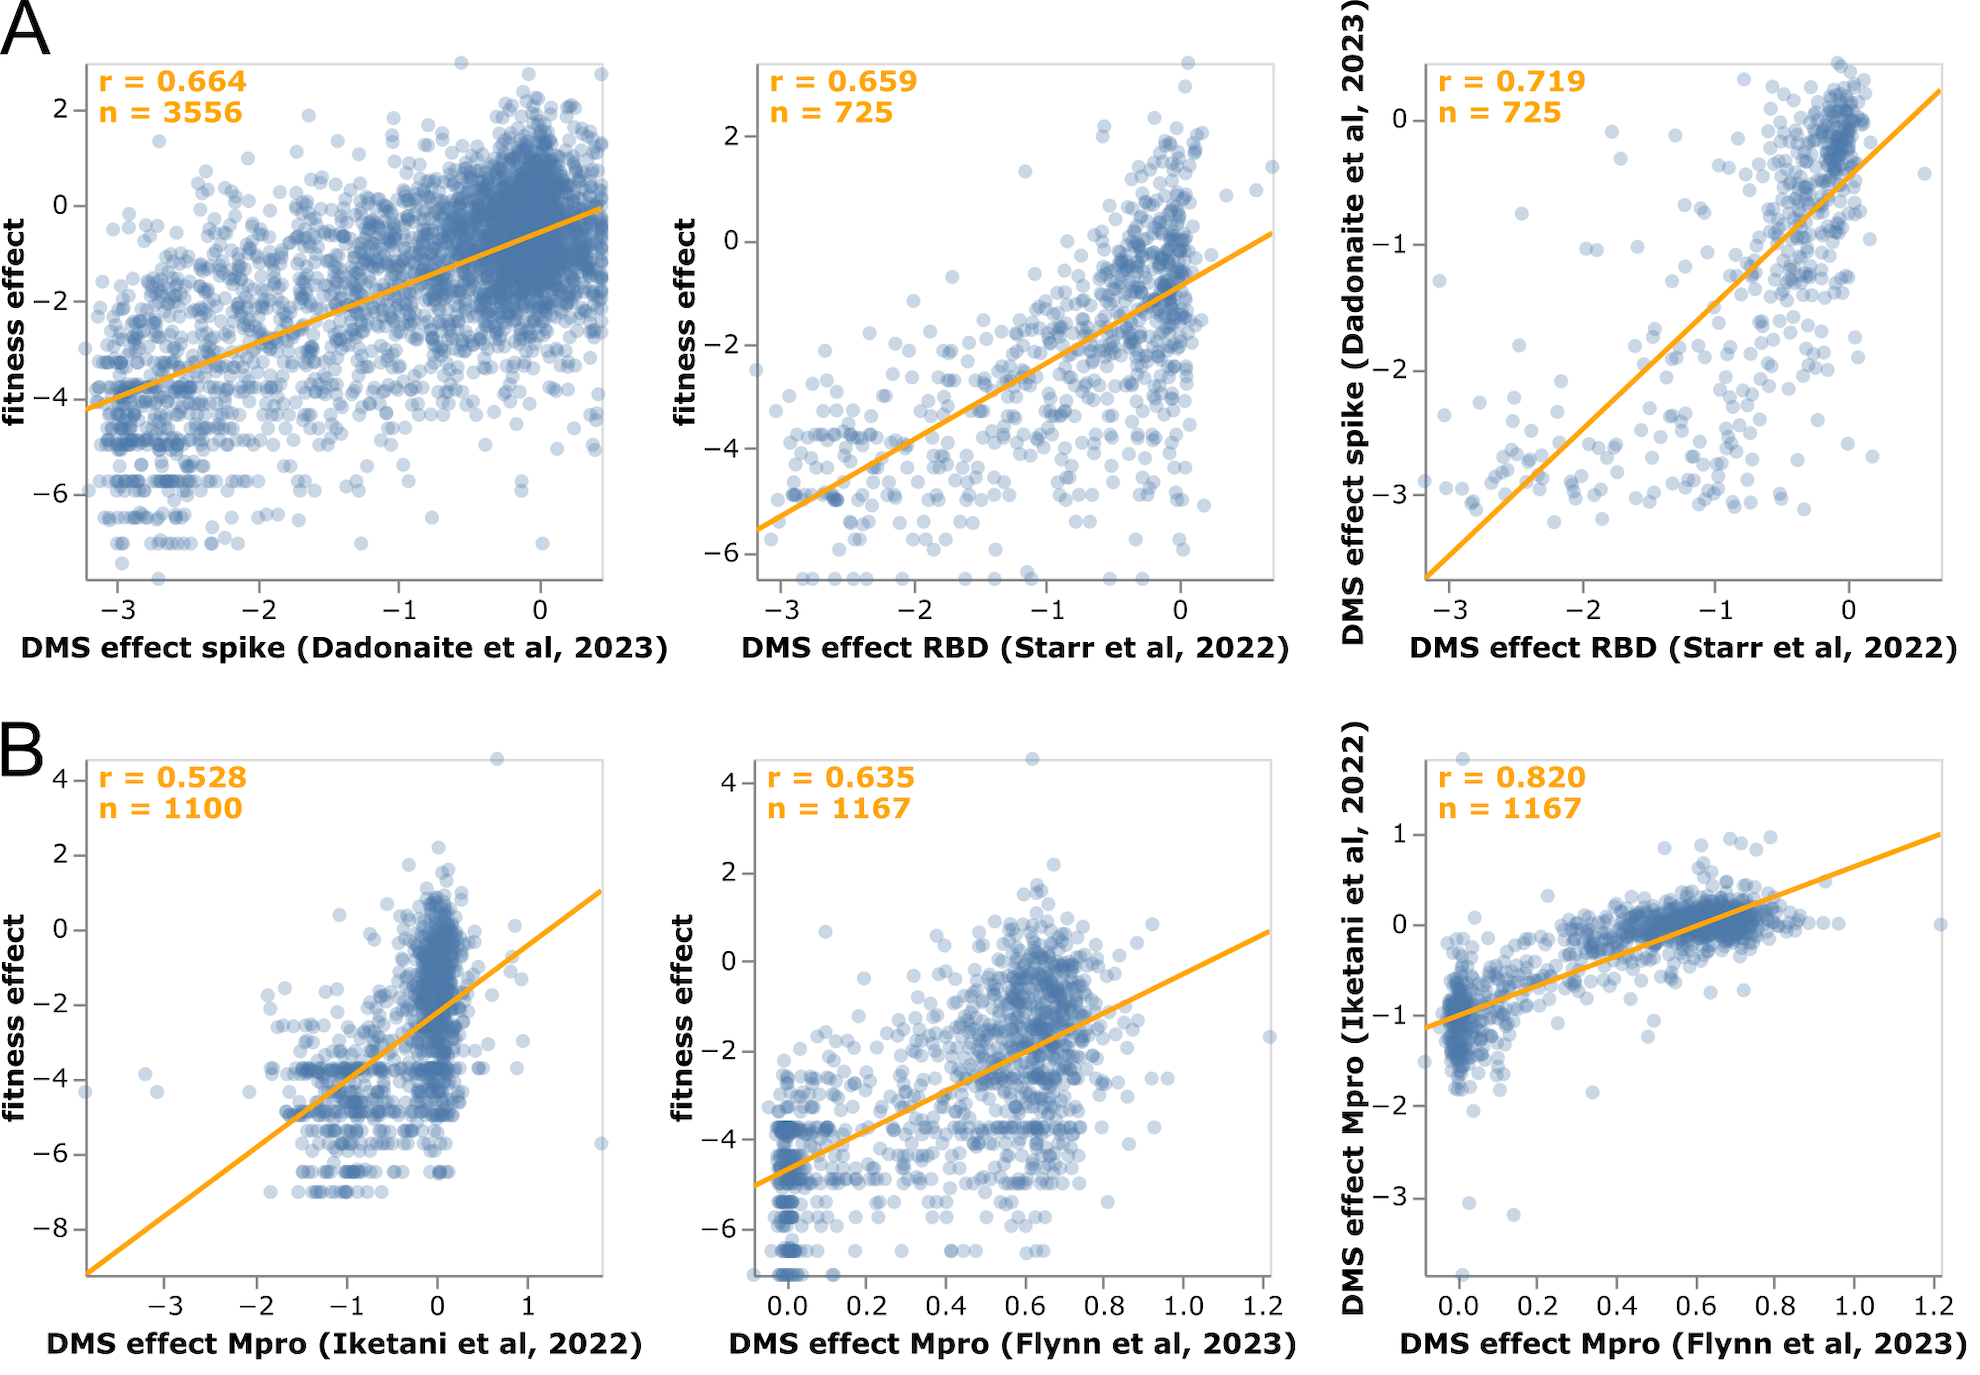 A
r = 0.664
n = 3556
2
0
−2
−4
−6
fitness effect
−3 −2 −1 0
DMS effect spike (Dadonaite et al, 2023)
r = 0.659
n = 725
2
0
−2
−4
−6
fitness effect
−3 −2 −1 0
DMS effect RBD (Starr et al, 2022)
r = 0.719
n = 725
0
−1
−2
−3
DMS effect spike (Dadonaite et al, 2023)
−3 −2 −1 0
DMS effect RBD (Starr et al, 2022)
B
r = 0.528
n = 1100
4
2
0
−2
−4
−6
−8
fitness effect
−3 −2 −1 0 1
DMS effect Mpro (Iketani et al, 2022)
r = 0.635
n = 1167
4
2
0
−2
−4
−6
fitness effect
0.0 0.2 0.4 0.6 0.8 1.0 1.2
DMS effect Mpro (Flynn et al, 2023)
r = 0.820
n = 1167
1
0
−1
−2
−3
DMS effect Mpro (Iketani et al, 2022)
0.0 0.2 0.4 0.6 0.8 1.0 1.2
DMS effect Mpro (Flynn et al, 2023)